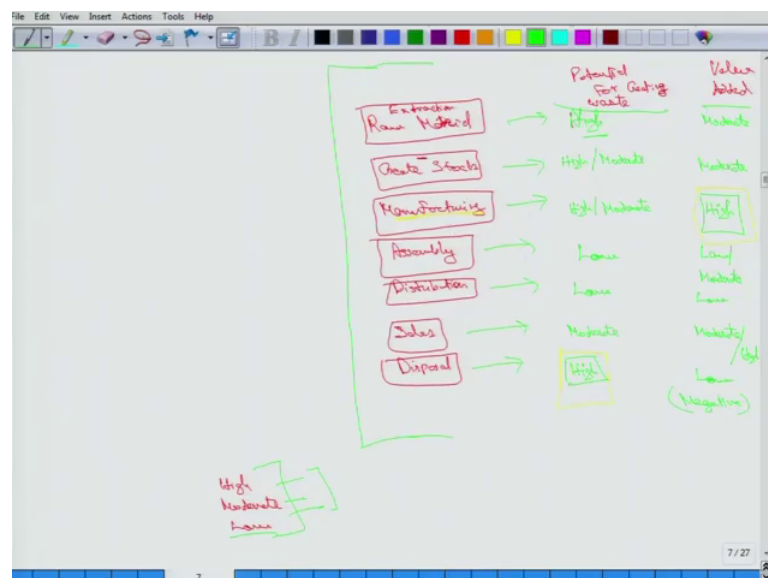 File Edit View Insert Actions Tools Help
B I
Potential
For Creating
waste
Value
Added
Extraction
Raw Material
High
Moderate
Create Stock
High/Moderate
Moderate
Manufacturing
High/Moderate
High
Assembly
Low
Low/
Moderate
Distribution
Low
Low
Sales
Moderate
Moderate/
High
Disposal
High
Low
(Negative)
High
Moderate
Low
7/27
7